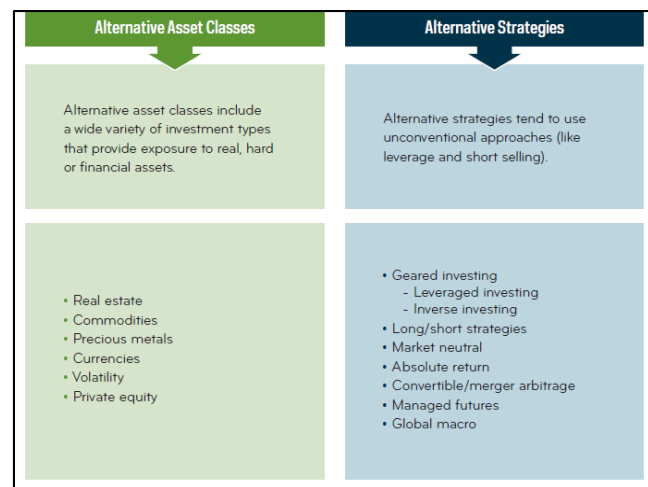 Alternative Asset Classes
Alternative asset classes include
a wide variety of investment types
that provide exposure to real, hard
or financial assets.
• Real estate
• Commodities
• Precious metals
• Currencies
• Volatility
• Private equity
Alternative Strategies
Alternative strategies tend to use
unconventional approaches (like
leverage and short selling).
• Geared investing
- Leveraged investing
- Inverse investing
• Long/short strategies
• Market neutral
• Absolute return
• Convertible/merger arbitrage
• Managed futures
• Global macro